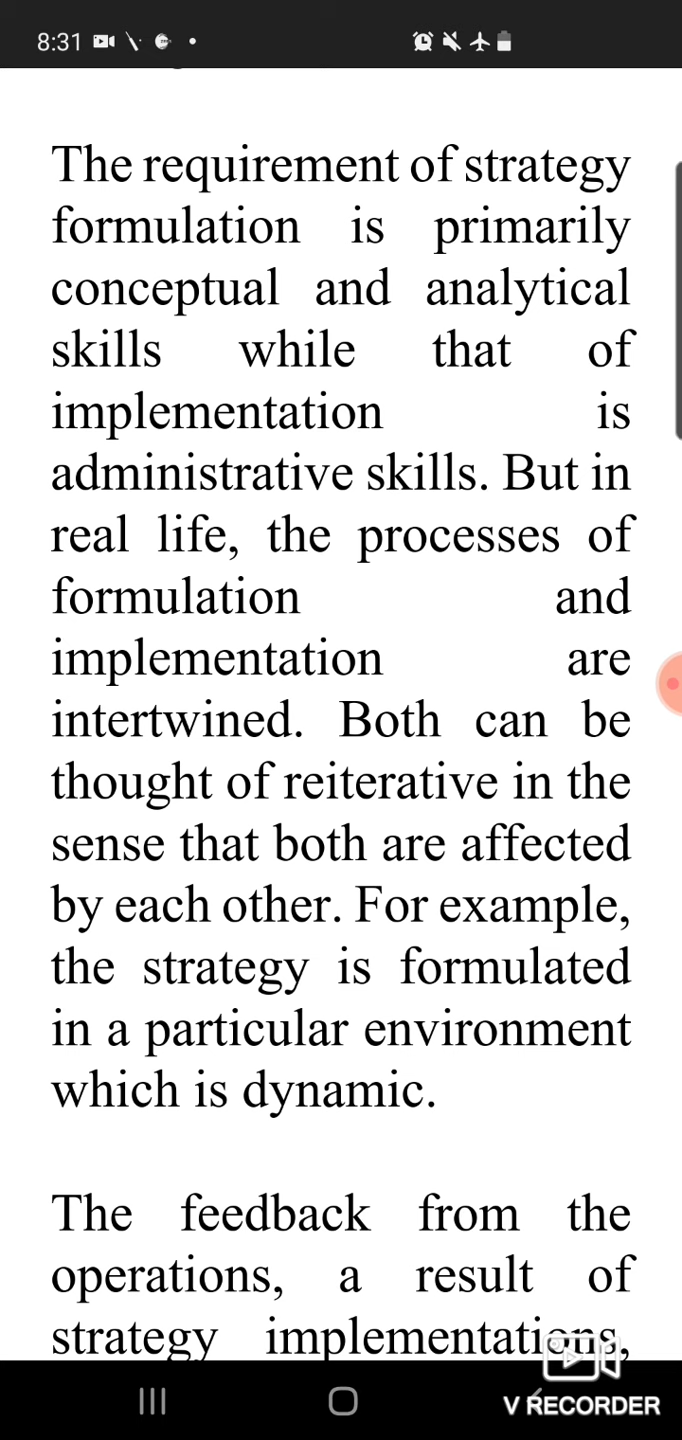 8:31
The requirement of strategy
formulation is primarily
conceptual and analytical
skills while that of
implementation is
administrative skills. But in
real life, the processes of
formulation and
implementation are
intertwined. Both can be
thought of reiterative in the
sense that both are affected
by each other. For example,
the strategy is formulated
in a particular environment
which is dynamic.
The feedback from the
operations, a result of
strategy implementations,
V RECORDER